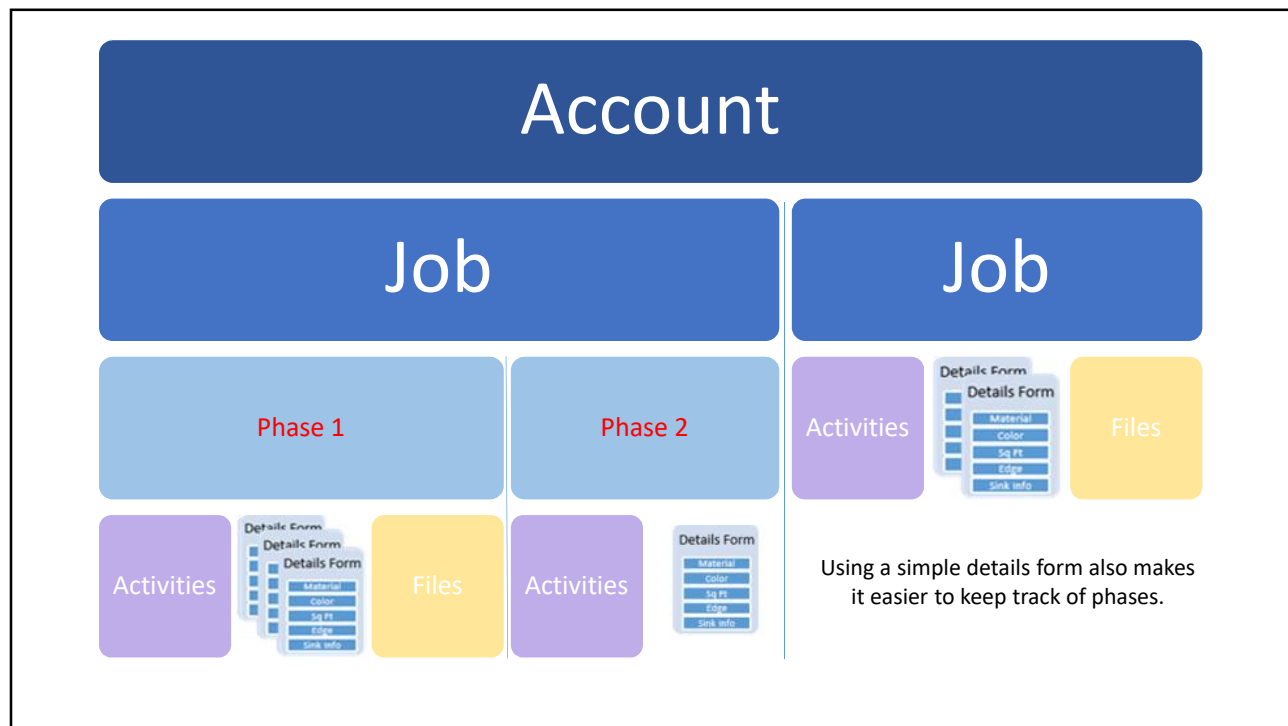 Account
Job
Job
Phase 1
Phase 2
Activities
Details Form
Details Form
Material
Color
Sq Ft
Edge
Sink Info
Files
Activities
Details Form
Details Form
Details Form
Material
Color
Sq Ft
Edge
Sink Info
Files
Activities
Details Form
Material
Color
Sq Ft
Edge
Sink Info
Using a simple details form also makes
it easier to keep track of phases.